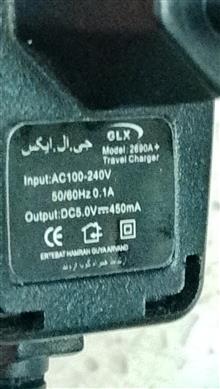 جی.ال.ایکس GLX
Model: 2690A+
Travel Charger
Input:AC100-240V
50/60Hz 0.1A
Output:DC5.0V⎓450mA
CE
ERTEBAT HAMRAH GUYA ARVAND